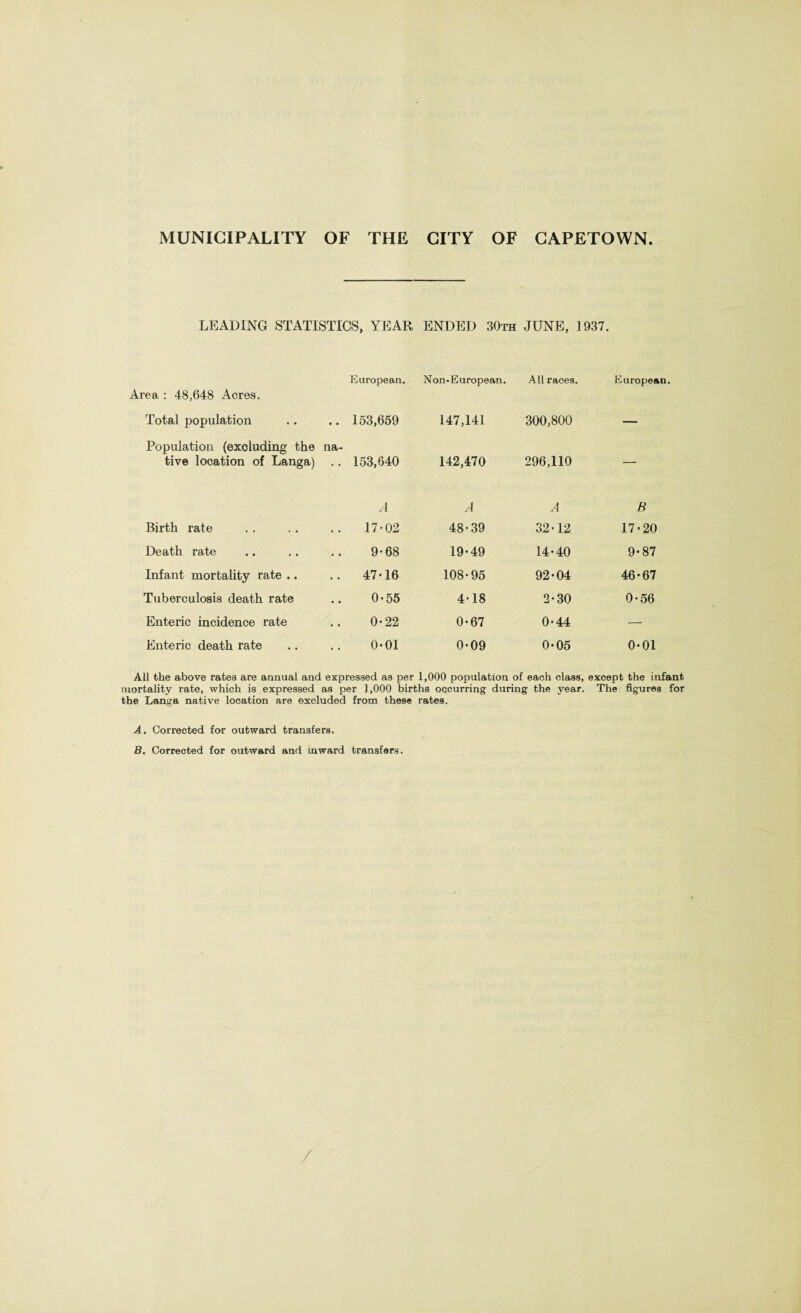 MUNICIPALITY OF THE CITY OF CAPETOWN.
LEADING STATISTICS, YEAR ENDED 30TH JUNE, 1937.
European. Non-European. All races. European.
Area : 48,648 Acres.
Total population .. .. 153,659 147,141 300,800 —
Population (excluding the na-
tive location of Langa) .. 153,640 142,470 296,110 —
A A A B
Birth rate .. .. .. 17·02 48·39 32·12 17·20
Death rate .. .. .. 9·68 19·49 14·40 9·87
Infant mortality rate .. .. 47·16 108·95 92·04 46·67
Tuberculosis death rate .. 0·55 4·18 2·30 0·56
Enteric incidence rate .. 0·22 0·67 0·44 —
Enteric death rate .. .. 0·01 0·09 0·05 0·01
All the above rates are annual and expressed as per 1,000 population of each class, except the infant
mortality rate, which is expressed as per 1,000 births occurring during the year. The figures for
the Langa native location are excluded from these rates.
A. Corrected for outward transfers.
B. Corrected for outward and inward transfers.